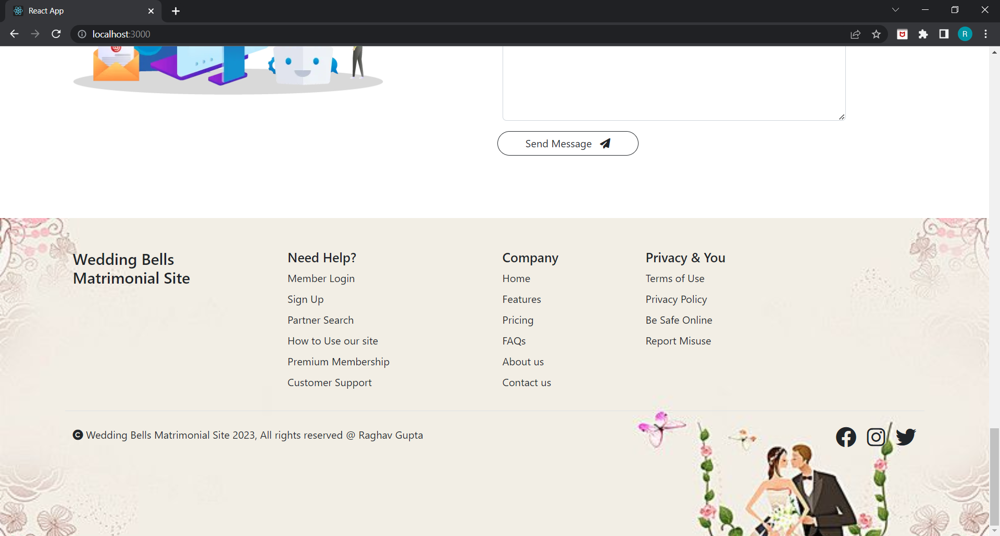 React App
localhost:3000
R
Send Message
Wedding Bells
Matrimonial Site
Need Help?
Member Login
Sign Up
Partner Search
How to Use our site
Premium Membership
Customer Support
Company
Home
Features
Pricing
FAQs
About us
Contact us
Privacy & You
Terms of Use
Privacy Policy
Be Safe Online
Report Misuse
Wedding Bells Matrimonial Site 2023, All rights reserved @ Raghav Gupta